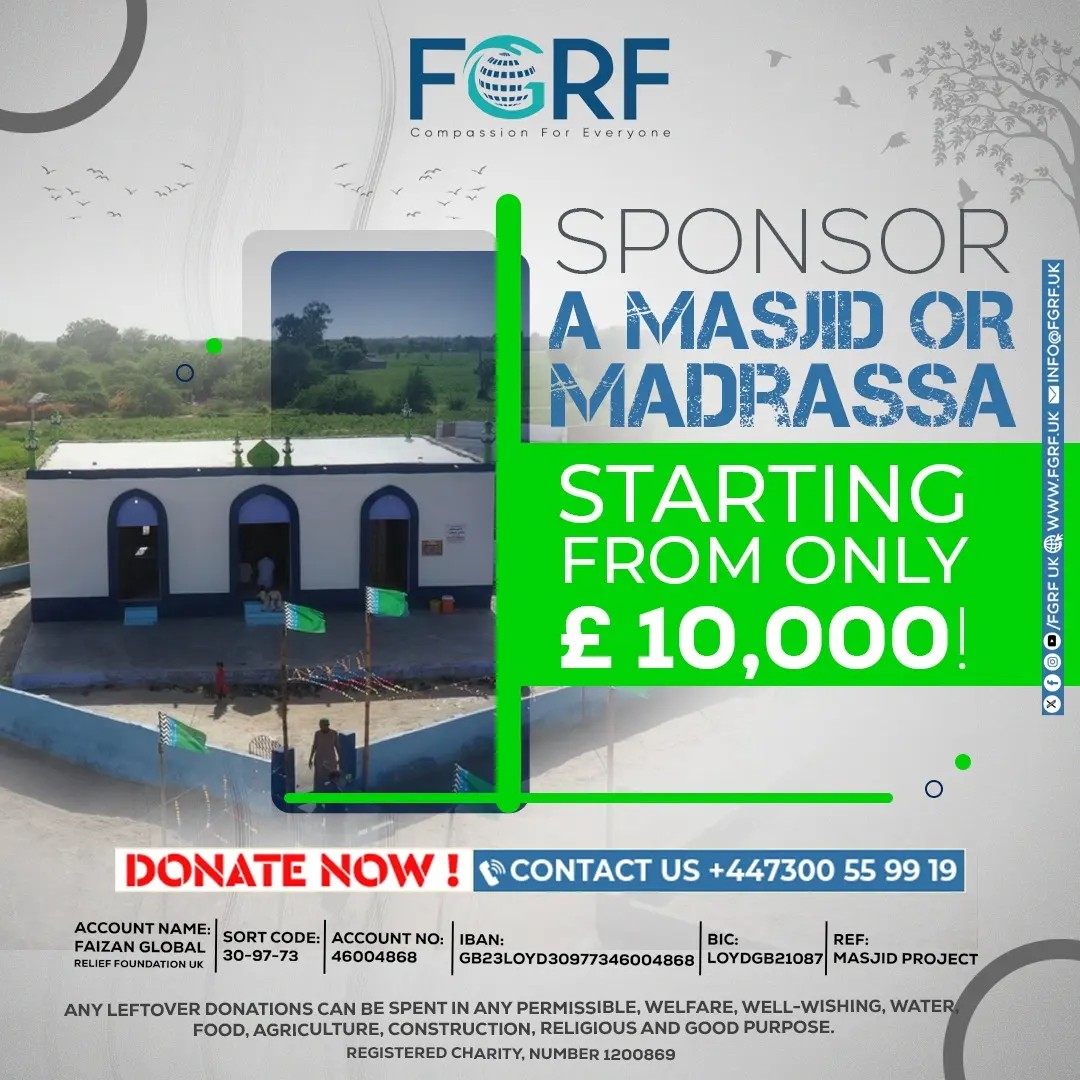 FGRF
Compassion For Everyone
SPONSOR
A MASJID OR
MADRASSA
STARTING
FROM ONLY
£ 10,000!
/FGRF UK WWW.FGRF.UK INFO@FGRF.UK
DONATE NOW !
CONTACT US +447300 55 99 19
ACCOUNT NAME:
FAIZAN GLOBAL
RELIEF FOUNDATION UK
SORT CODE:
30-97-73
ACCOUNT NO:
46004868
IBAN:
GB23LOYD30977346004868
BIC:
LOYDGB21087
REF:
MASJID PROJECT
ANY LEFTOVER DONATIONS CAN BE SPENT IN ANY PERMISSIBLE, WELFARE, WELL-WISHING, WATER,
FOOD, AGRICULTURE, CONSTRUCTION, RELIGIOUS AND GOOD PURPOSE.
REGISTERED CHARITY, NUMBER 1200869